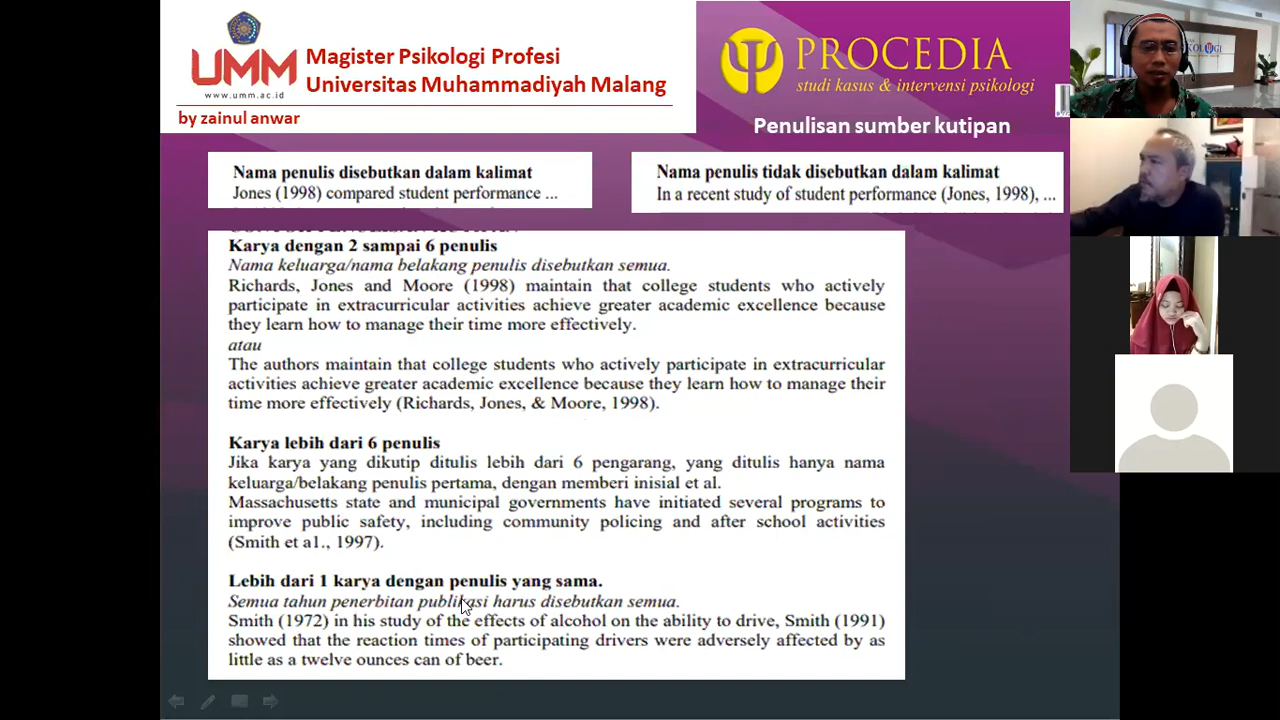 UMM
www.umm.ac.id
Magister Psikologi Profesi
Universitas Muhammadiyah Malang
by zainul anwar
PROCEDIA
studi kasus & intervensi psikologi
Penulisan sumber kutipan
Nama penulis disebutkan dalam kalimat
Jones (1998) compared student performance ...
Nama penulis tidak disebutkan dalam kalimat
In a recent study of student performance (Jones, 1998), ...
Karya dengan 2 sampai 6 penulis
Nama keluarga/nama belakang penulis disebutkan semua.
Richards, Jones and Moore (1998) maintain that college students who actively
participate in extracurricular activities achieve greater academic excellence because
they learn how to manage their time more effectively.
atau
The authors maintain that college students who actively participate in extracurricular
activities achieve greater academic excellence because they learn how to manage their
time more effectively (Richards, Jones, & Moore, 1998).
Karya lebih dari 6 penulis
Jika karya yang dikutip ditulis lebih dari 6 pengarang, yang ditulis hanya nama
keluarga/belakang penulis pertama, dengan memberi inisial et al.
Massachusetts state and municipal governments have initiated several programs to
improve public safety, including community policing and after school activities
(Smith et a1., 1997).
Lebih dari 1 karya dengan penulis yang sama.
Semua tahun penerbitan publikasi harus disebutkan semua.
Smith (1972) in his study of the effects of alcohol on the ability to drive, Smith (1991)
showed that the reaction times of participating drivers were adversely affected by as
little as a twelve ounces can of beer.